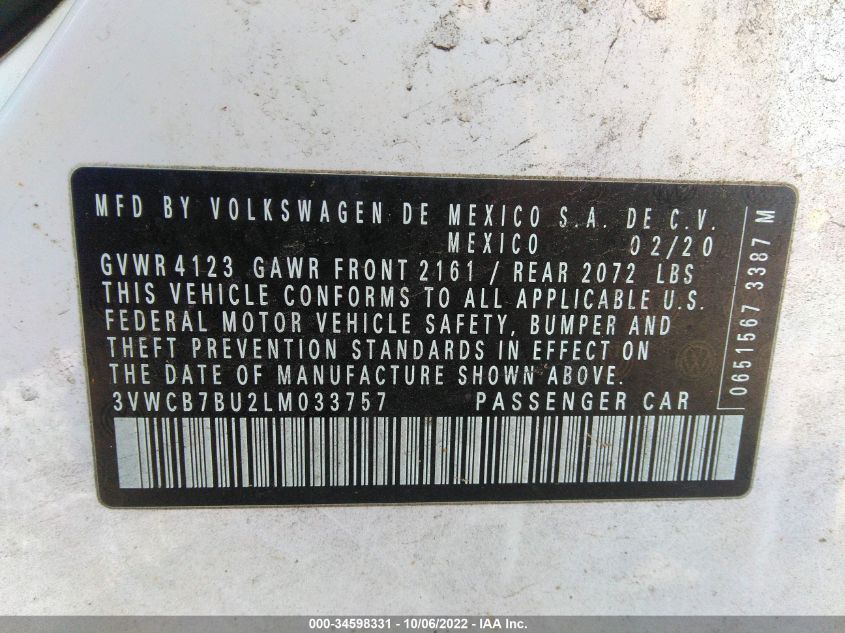 MFD BY VOLKSWAGEN DE MEXICO S.A. DE C.V.
MEXICO 02/20
GVWR 4123 GAWR FRONT 2161 / REAR 2072 LBS
THIS VEHICLE CONFORMS TO ALL APPLICABLE U.S.
FEDERAL MOTOR VEHICLE SAFETY, BUMPER AND
THEFT PREVENTION STANDARDS IN EFFECT ON
THE DATE OF MANUFACTURE SHOWN ABOVE.
3VWCB7BU2LM033757 PASSENGER CAR
0651567 3387 M
000-34598331 - 10/06/2022 - IAA Inc.